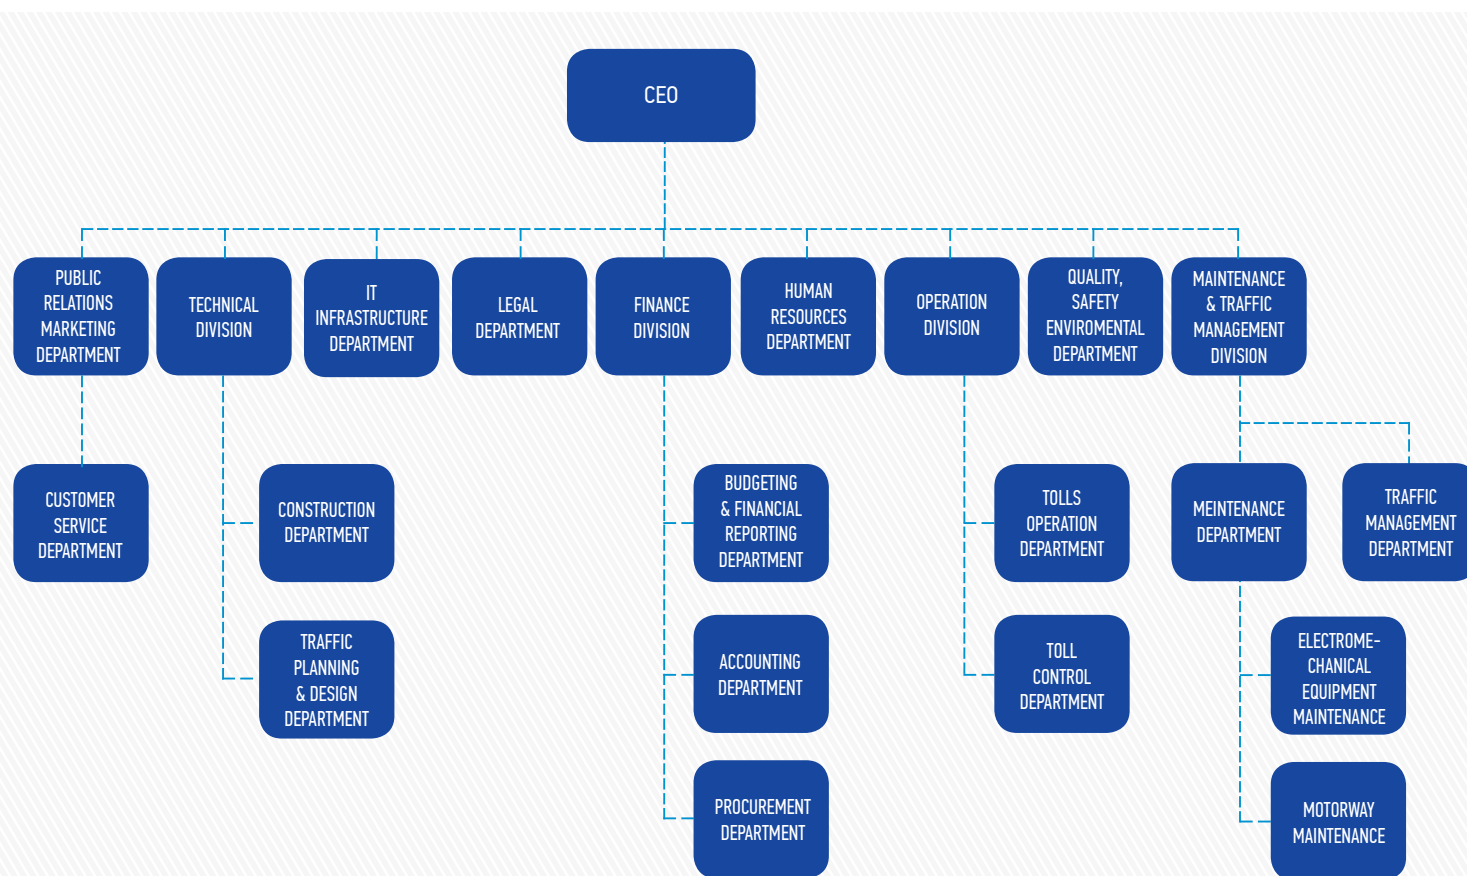 CEO
PUBLIC
RELATIONS
MARKETING
DEPARTMENT
TECHNICAL
DIVISION
IT
INFRASTRUCTURE
DEPARTMENT
LEGAL
DEPARTMENT
FINANCE
DIVISION
HUMAN
RESOURCES
DEPARTMENT
OPERATION
DIVISION
QUALITY,
SAFETY
ENVIROMENTAL
DEPARTMENT
MAINTENANCE
& TRAFFIC
MANAGEMENT
DIVISION
CUSTOMER
SERVICE
DEPARTMENT
CONSTRUCTION
DEPARTMENT
BUDGETING
& FINANCIAL
REPORTING
DEPARTMENT
TOLLS
OPERATION
DEPARTMENT
MEINTENANCE
DEPARTMENT
TRAFFIC
MANAGEMENT
DEPARTMENT
TRAFFIC
PLANNING
& DESIGN
DEPARTMENT
ACCOUNTING
DEPARTMENT
TOLL
CONTROL
DEPARTMENT
ELECTROME-
CHANICAL
EQUIPMENT
MAINTENANCE
PROCUREMENT
DEPARTMENT
MOTORWAY
MAINTENANCE